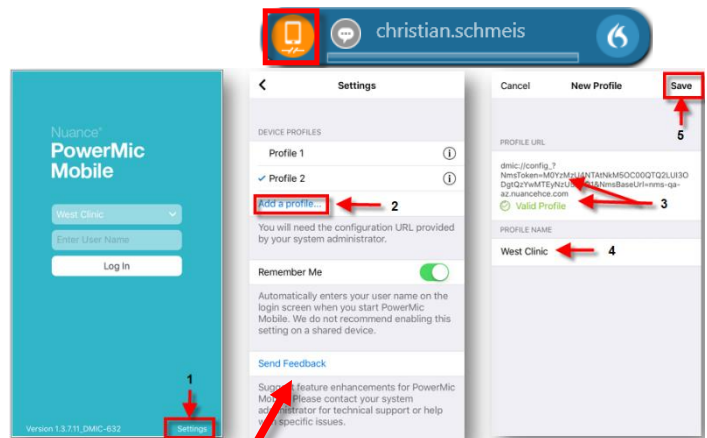 christian.schmeis
Nuance®
PowerMic
Mobile
West Clinic
Enter User Name
Log In
1
Version 1.3.7.11_DMIC-632
Settings
Settings
DEVICE PROFILES
Profile 1
Profile 2
Add a profile...
2
You will need the configuration URL provided
by your system administrator.
Remember Me
Automatically enters your user name on the
login screen when you start PowerMic
Mobile. We do not recommend enabling this
setting on a shared device.
Send Feedback
feature enhancements for PowerMic
Please contact your system
administrator for technical support or help
specific issues.
Cancel
New Profile
Save
5
PROFILE URL
dmic://config_?
DgtQzYwMTEyNzU
az.nuancehce.com
Valid Profile
3
PROFILE NAME
West Clinic
4